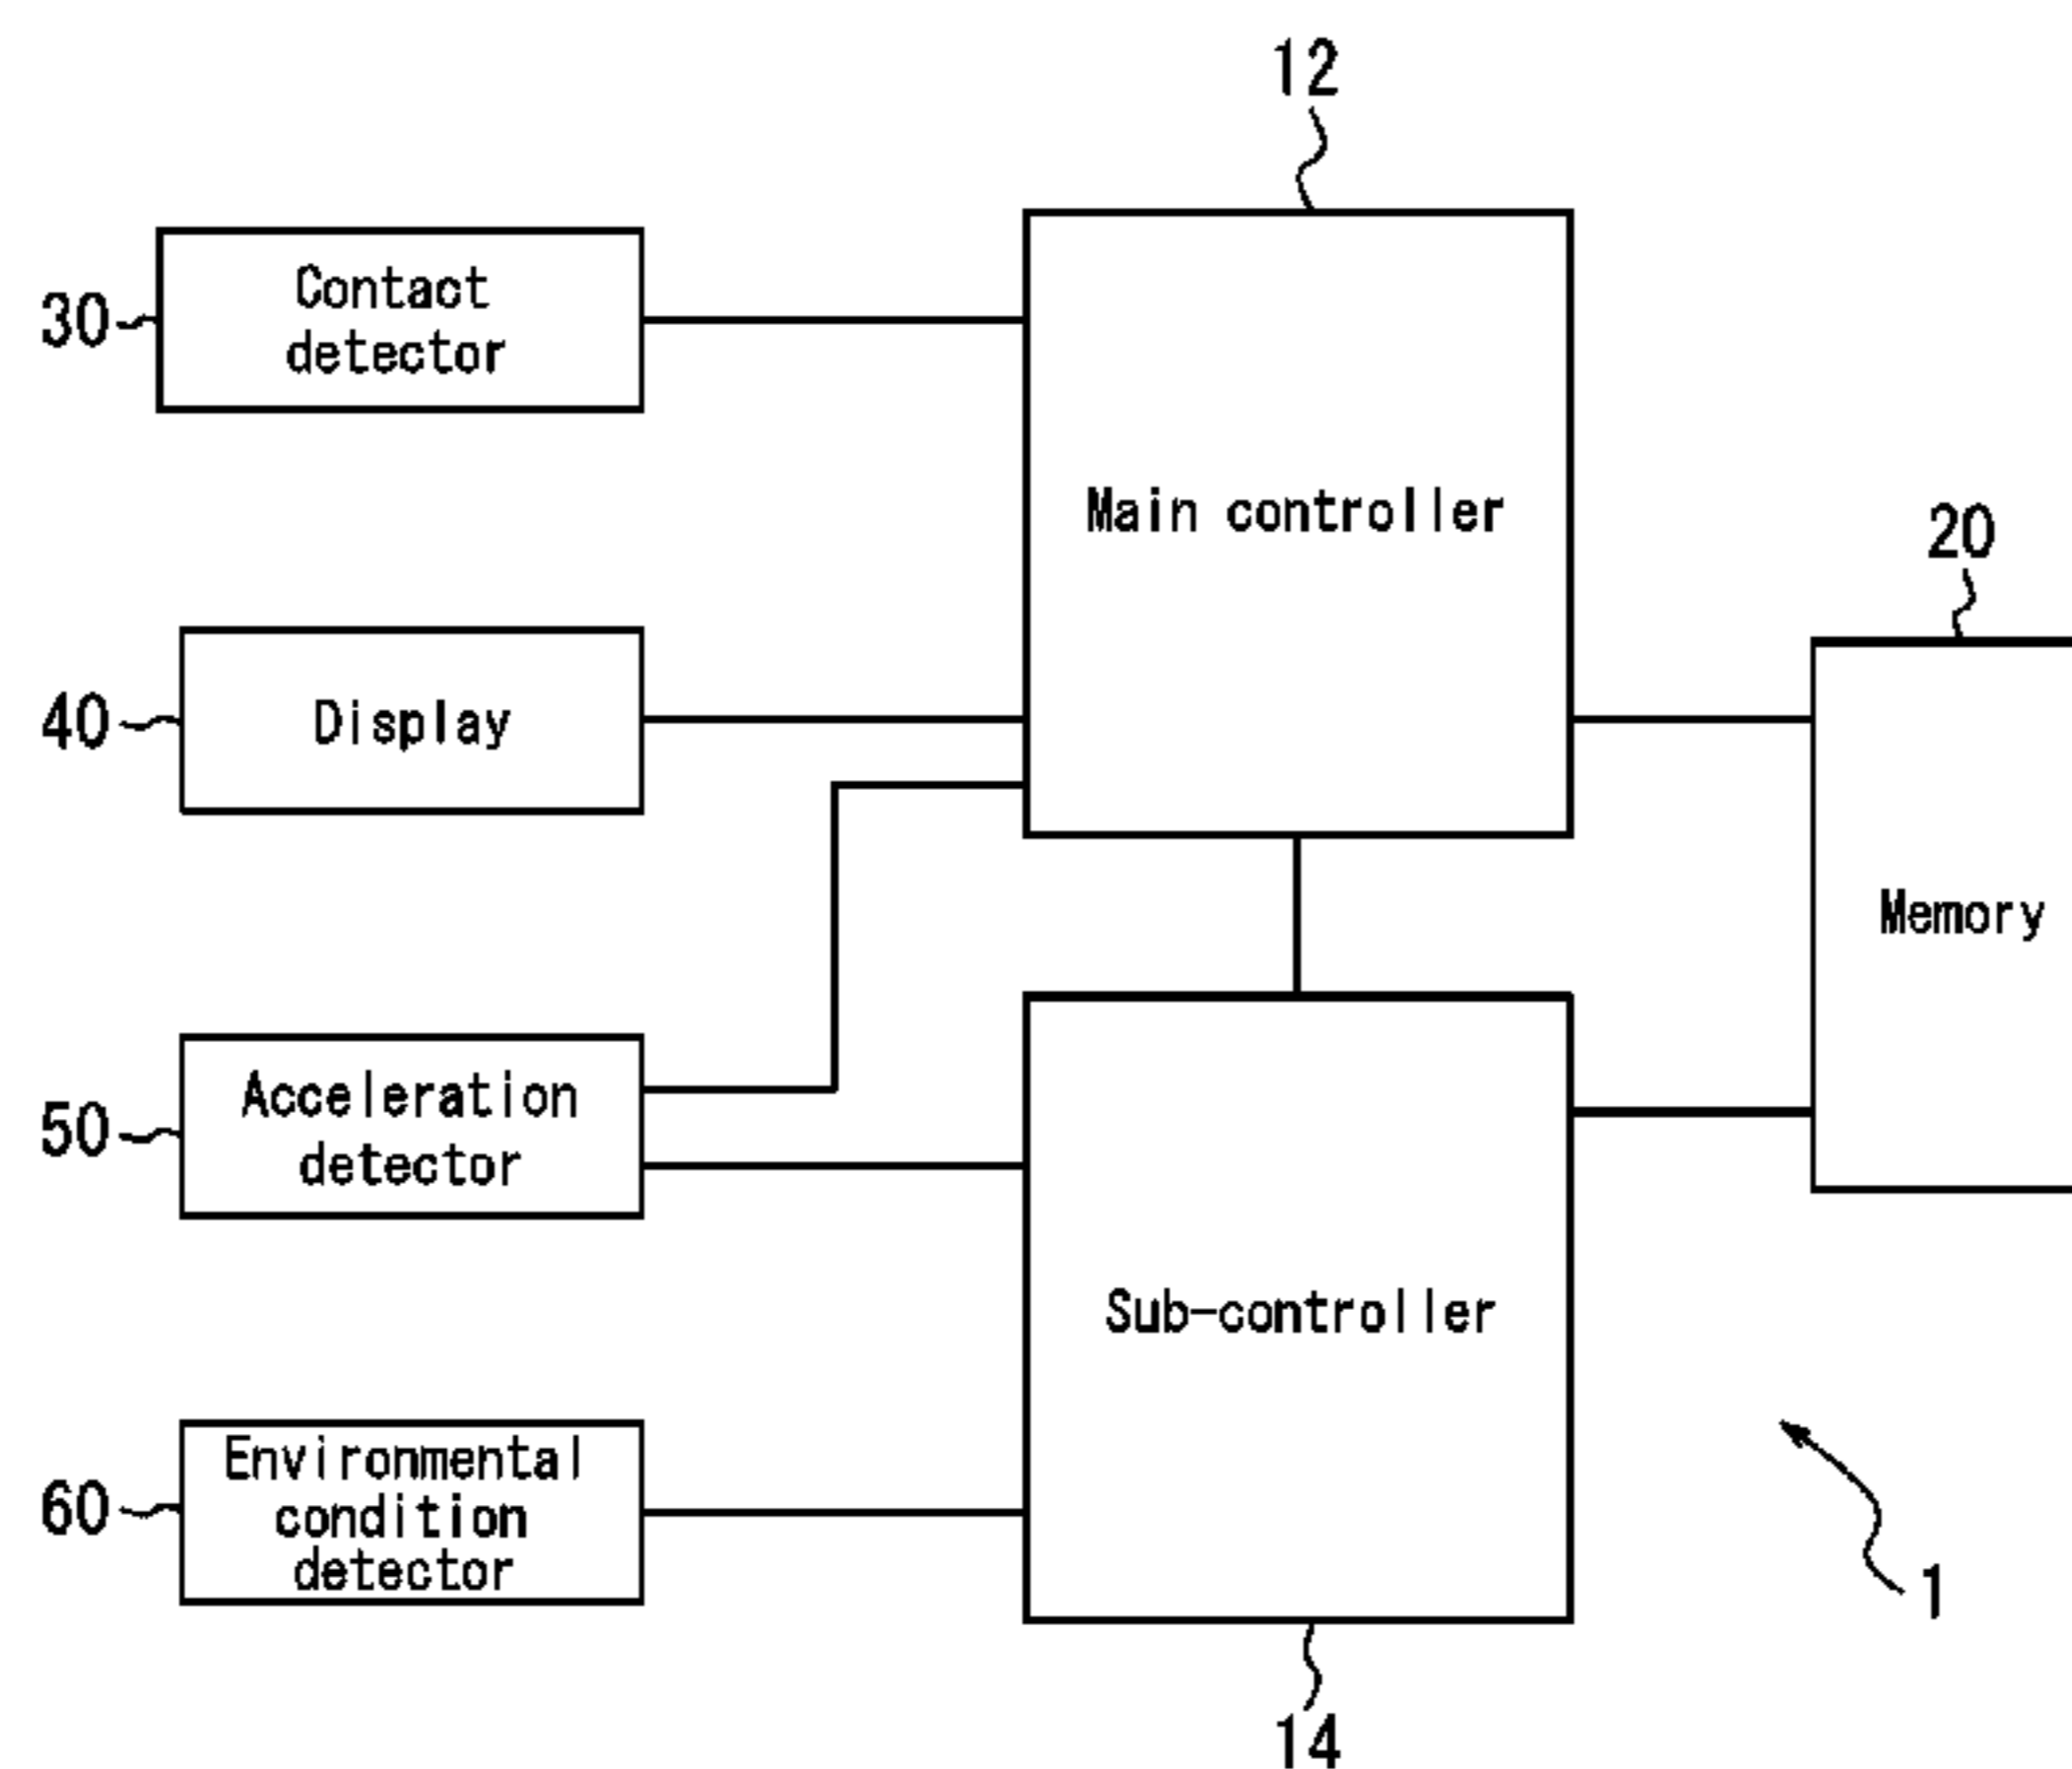 12
30
Contact
detector
Main controller
20
40
Display
Memory
50
Acceleration
detector
Sub-controller
60
Environmental
condition
detector
1
14